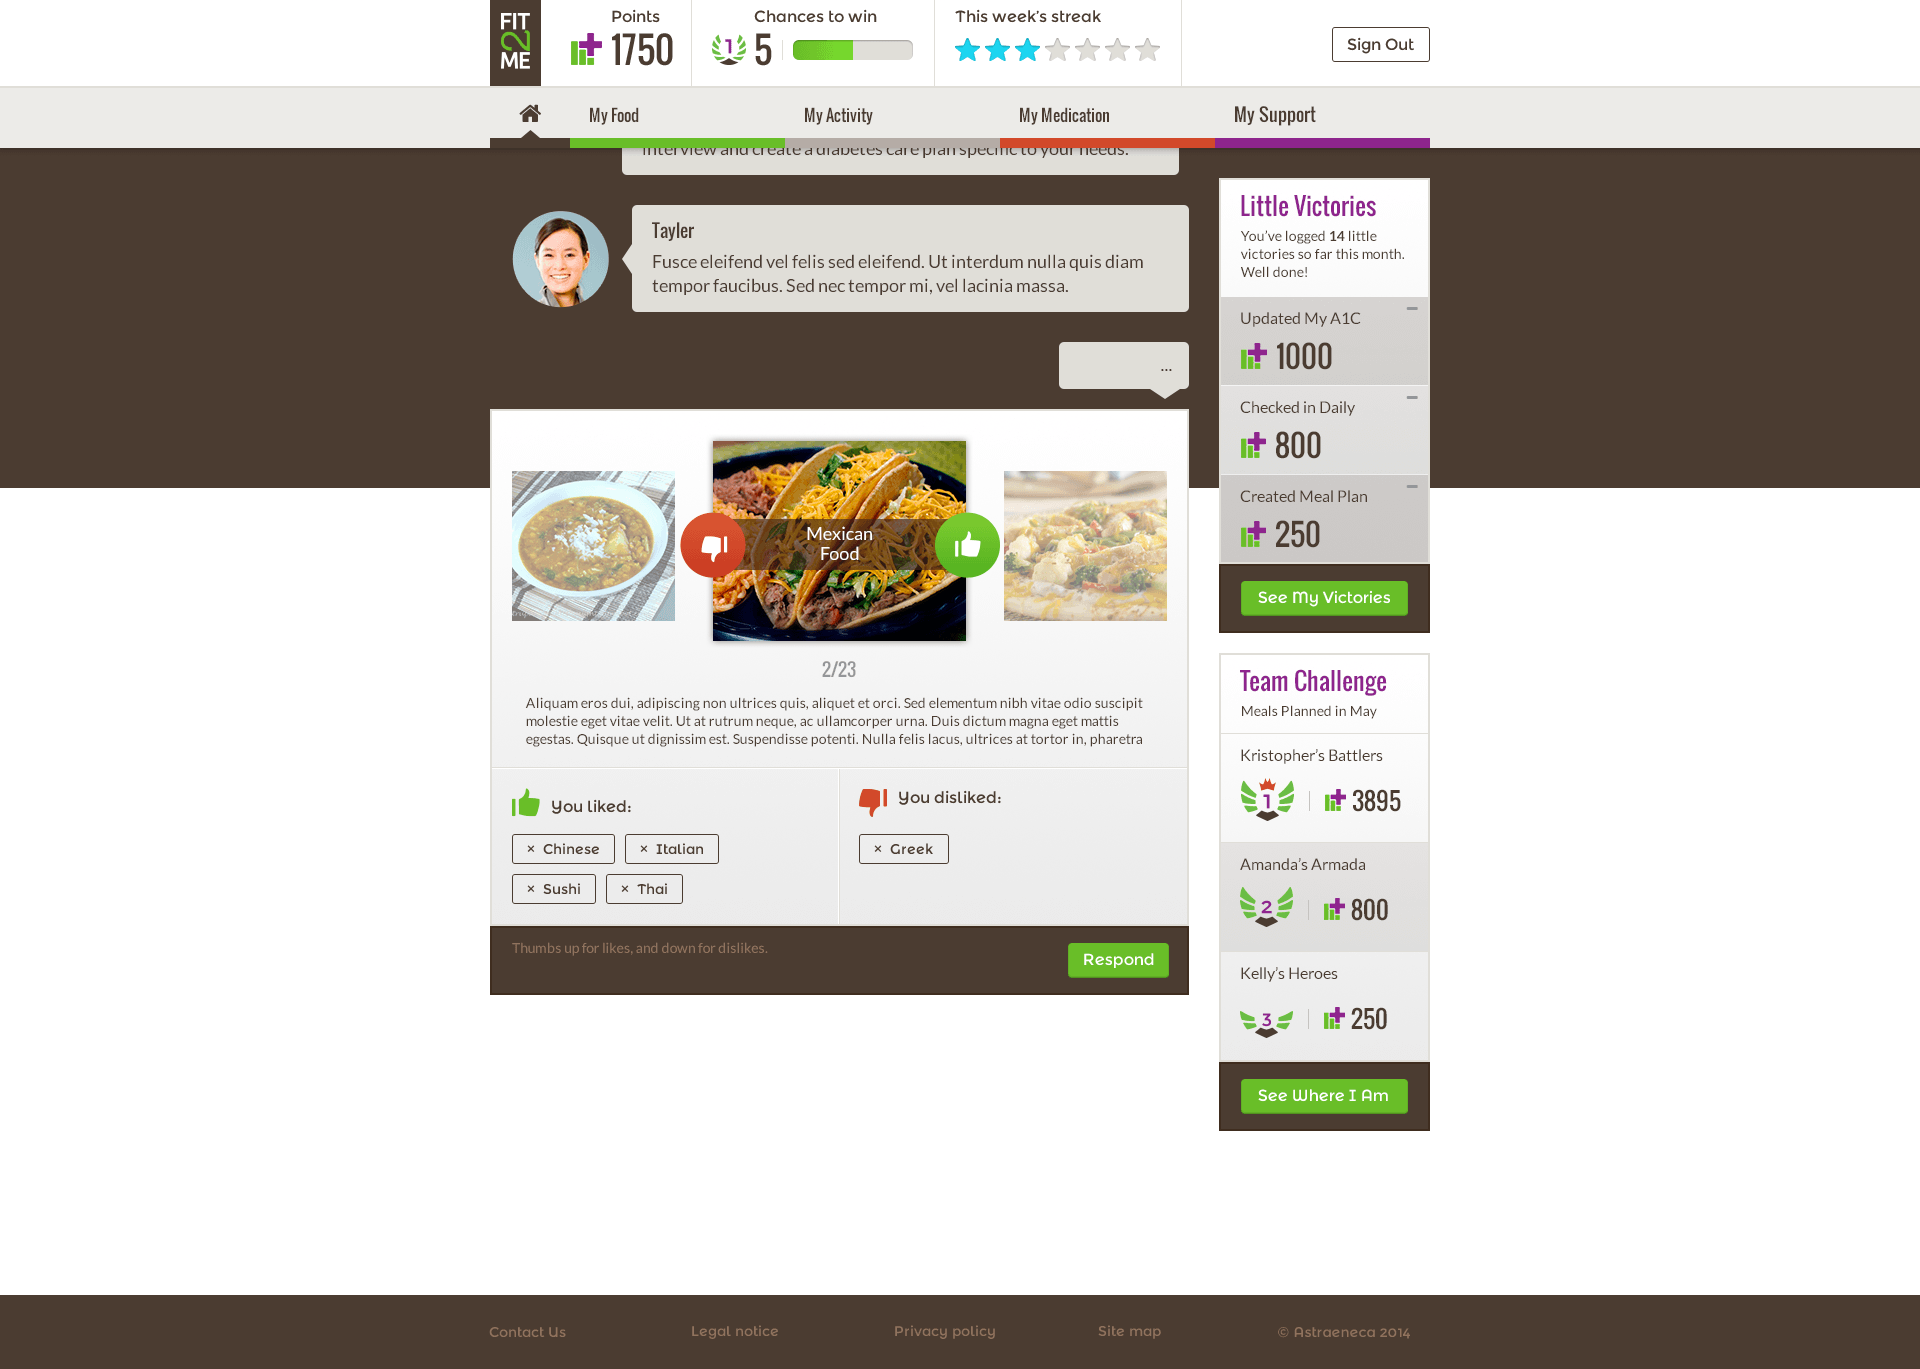 FIT
2
ME
Points
1750
Chances to win
1
5
This week's streak
Sign Out
My Food
My Activity
My Medication
My Support
interview and create a diabetes care plan specific to your needs.
Tayler
Fusce eleifend vel felis sed eleifend. Ut interdum nulla quis diam
tempor faucibus. Sed nec tempor mi, vel lacinia massa.
...
Mexican
Food
2/23
Aliquam eros dui, adipiscing non ultrices quis, aliquet et orci. Sed elementum nibh vitae odio suscipit
molestie eget vitae velit. Ut at rutrum neque, ac ullamcorper urna. Duis dictum magna eget mattis
egestas. Quisque ut dignissim est. Suspendisse potenti. Nulla felis lacus, ultrices at tortor in, pharetra
You liked:
× Chinese
× Italian
× Sushi
× Thai
You disliked:
× Greek
Thumbs up for likes, and down for dislikes.
Respond
Little Victories
You've logged 14 little
victories so far this month.
Well done!
Updated My A1C
1000
Checked in Daily
800
Created Meal Plan
250
See My Victories
Team Challenge
Meals Planned in May
Kristopher's Battlers
1
3895
Amanda's Armada
2
800
Kelly's Heroes
3
250
See Where I Am
Contact Us
Legal notice
Privacy policy
Site map
© Astraeneca 2014